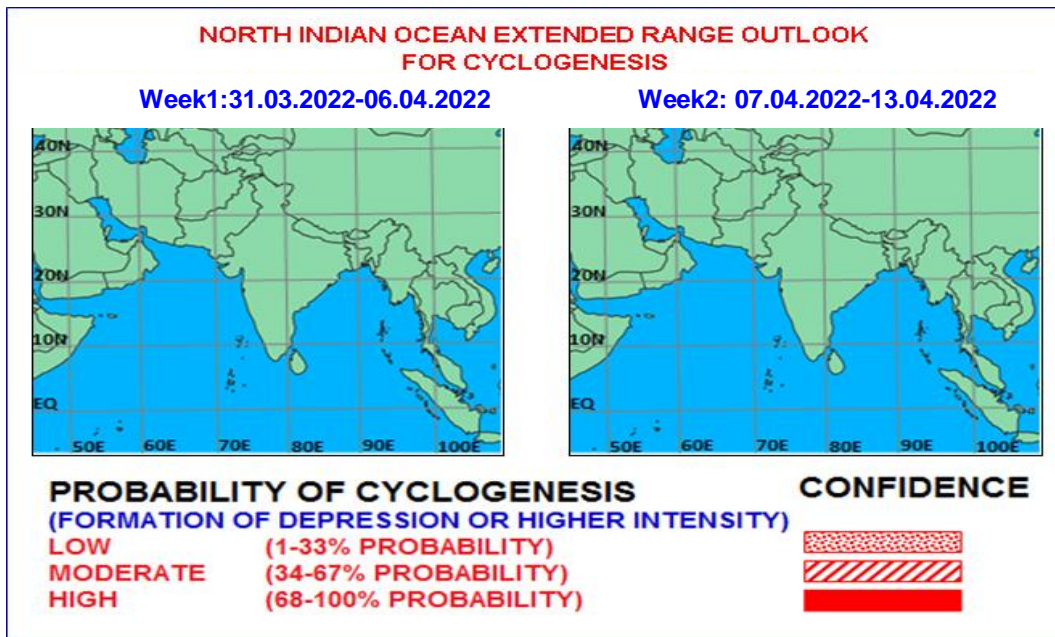 NORTH INDIAN OCEAN EXTENDED RANGE OUTLOOK
FOR CYCLOGENESIS
Week1:31.03.2022-06.04.2022
Week2: 07.04.2022-13.04.2022
40N
30N
20N
10N
EQ
50E 60E 70E 80E 90E 100E
40N
30N
20N
10N
EQ
50E 60E 70E 80E 90E 100E
PROBABILITY OF CYCLOGENESIS
CONFIDENCE
(FORMATION OF DEPRESSION OR HIGHER INTENSITY)
LOW (1-33% PROBABILITY)
MODERATE (34-67% PROBABILITY)
HIGH (68-100% PROBABILITY)